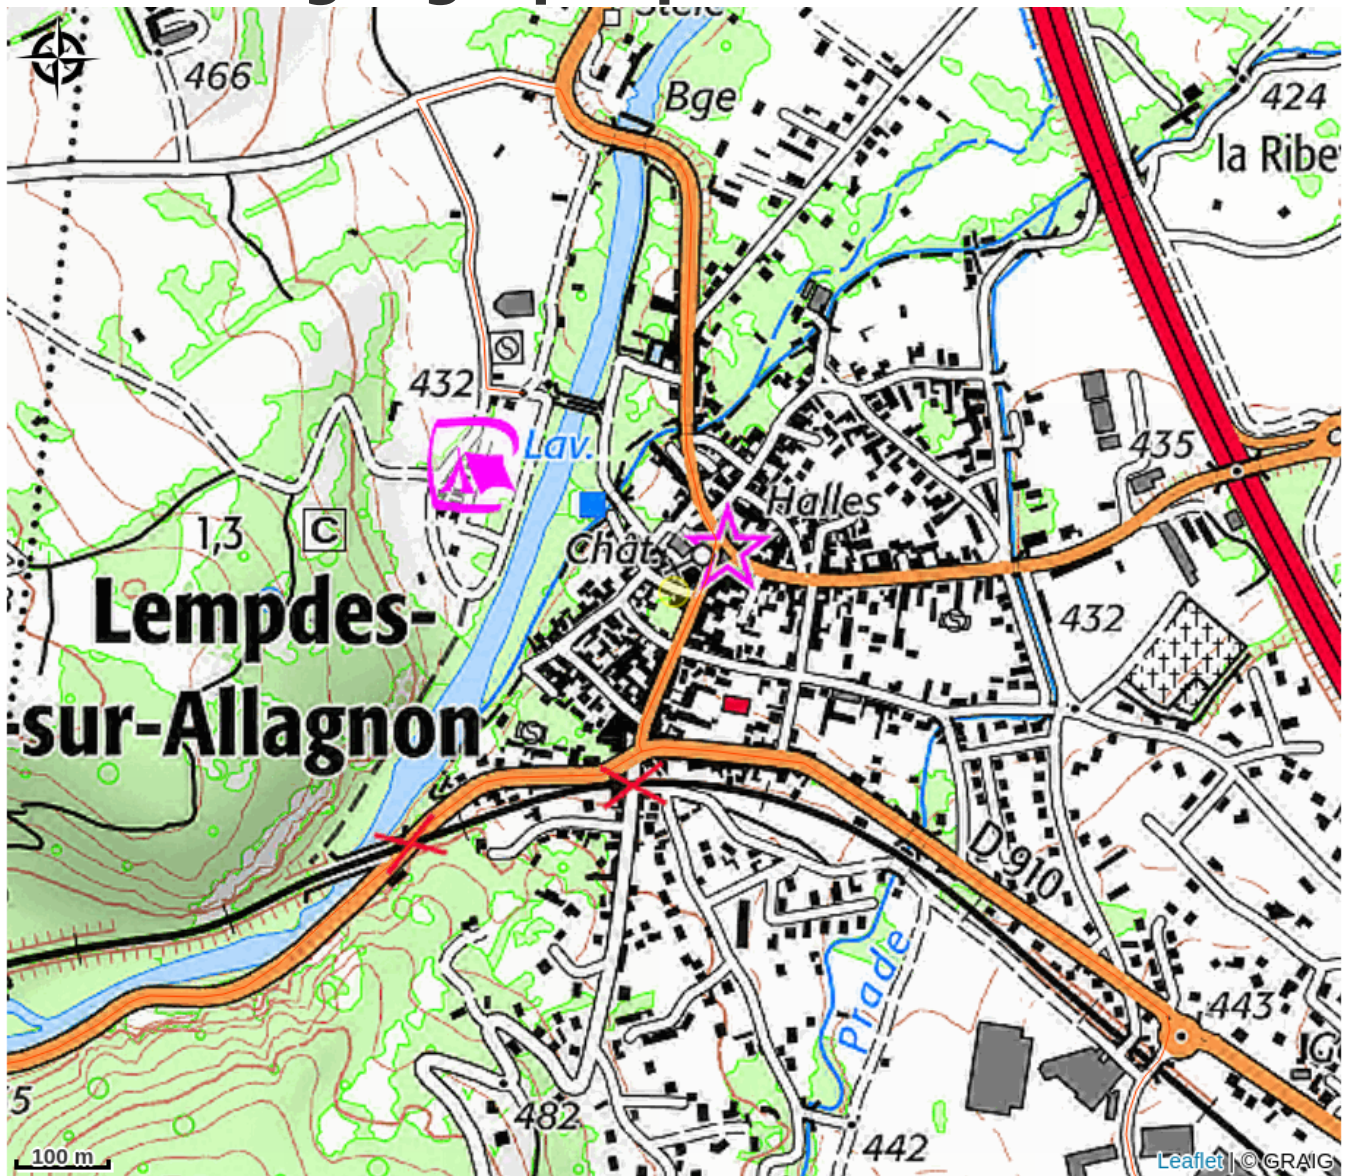 Stèle
466
Bge
424
la Ribe
432
Lav.
435
Halles
1,3
C
Chât.
Lempdes-
-sur-Allagnon
432
D 910
Prade
443
G
5
482
442
100 m
Leaflet | © GRAIG